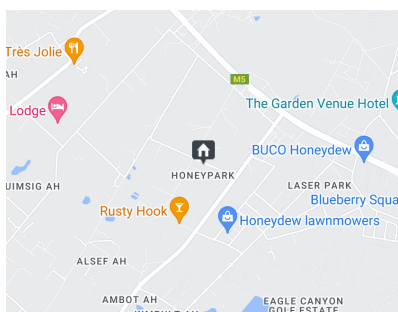 Très Jolie
AH
M5
Lodge
The Garden Venue Hotel
BUCO Honeydew
HONEYPARK
UIMSIG AH
LASER PARK
Blueberry Squa
Rusty Hook
Honeydew lawnmowers
ALSEF AH
AMBOT AH
EAGLE CANYON
GOLF ESTATE